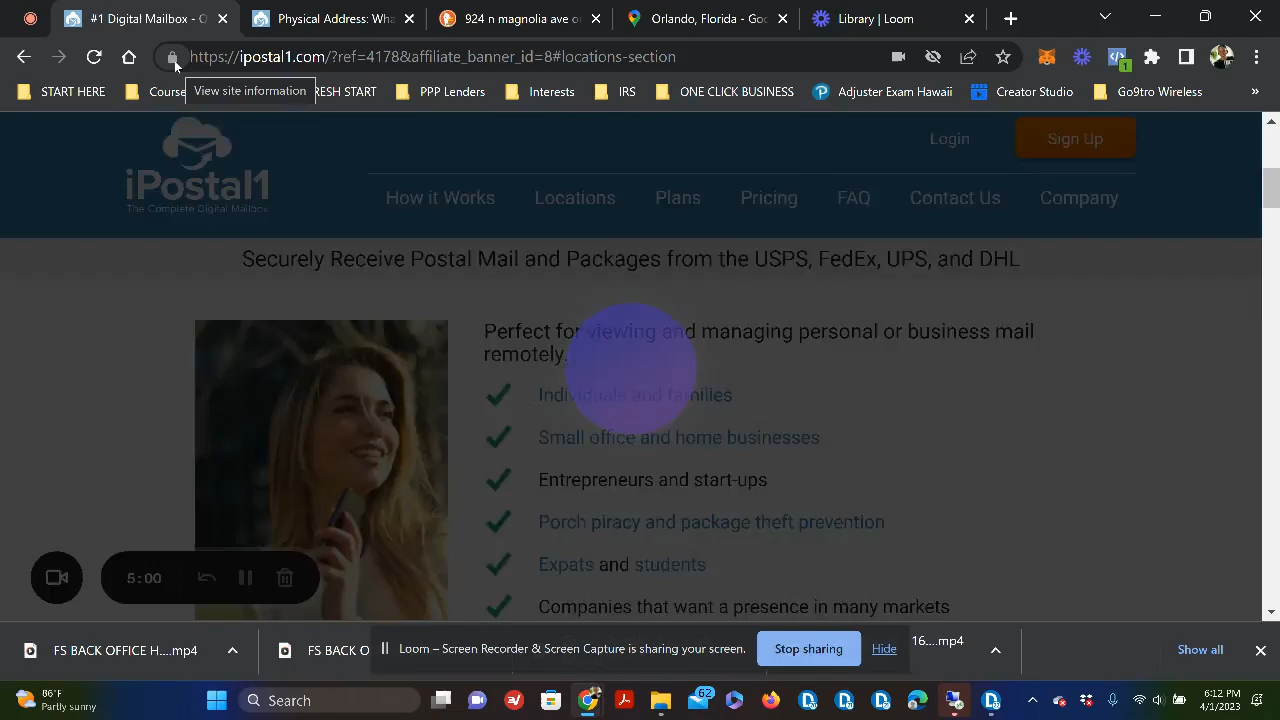 #1 Digital Mailbox - O
Physical Address: Wha
924 n magnolia ave or
Orlando, Florida - Goo
Library | Loom
https://ipostal1.com/?ref=4178&affiliate_banner_id=8#locations-section
1
START HERE
Course
RESH START
PPP Lenders
Interests
IRS
ONE CLICK BUSINESS
Adjuster Exam Hawaii
Creator Studio
Go9tro Wireless
»
View site information
Login
Sign Up
iPostal1
The Complete Digital Mailbox
How it Works
Locations
Plans
Pricing
FAQ
Contact Us
Company
Securely Receive Postal Mail and Packages from the USPS, FedEx, UPS, and DHL
Perfect for viewing and managing personal or business mail
remotely.
Individuals and families
Small office and home businesses
Entrepreneurs and start-ups
Porch piracy and package theft prevention
Expats and students
Companies that want a presence in many markets
5:00
FS BACK OFFICE H....mp4
FS BACK O
Loom – Screen Recorder & Screen Capture is sharing your screen.
Stop sharing
Hide
16....mp4
Show all
86°F
Partly sunny
Search
62
6:12 PM
4/1/2023